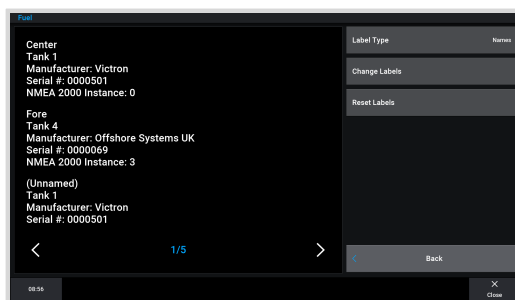 Fuel
Center
Tank 1
Manufacturer: Victron
Serial #: 0000501
NMEA 2000 Instance: 0
Fore
Tank 4
Manufacturer: Offshore Systems UK
Serial #: 0000069
NMEA 2000 Instance: 3
(Unnamed)
Tank 1
Manufacturer: Victron
Serial #: 0000501
1/5
Label Type Names
Change Labels
Reset Labels
Back
08:56
Close